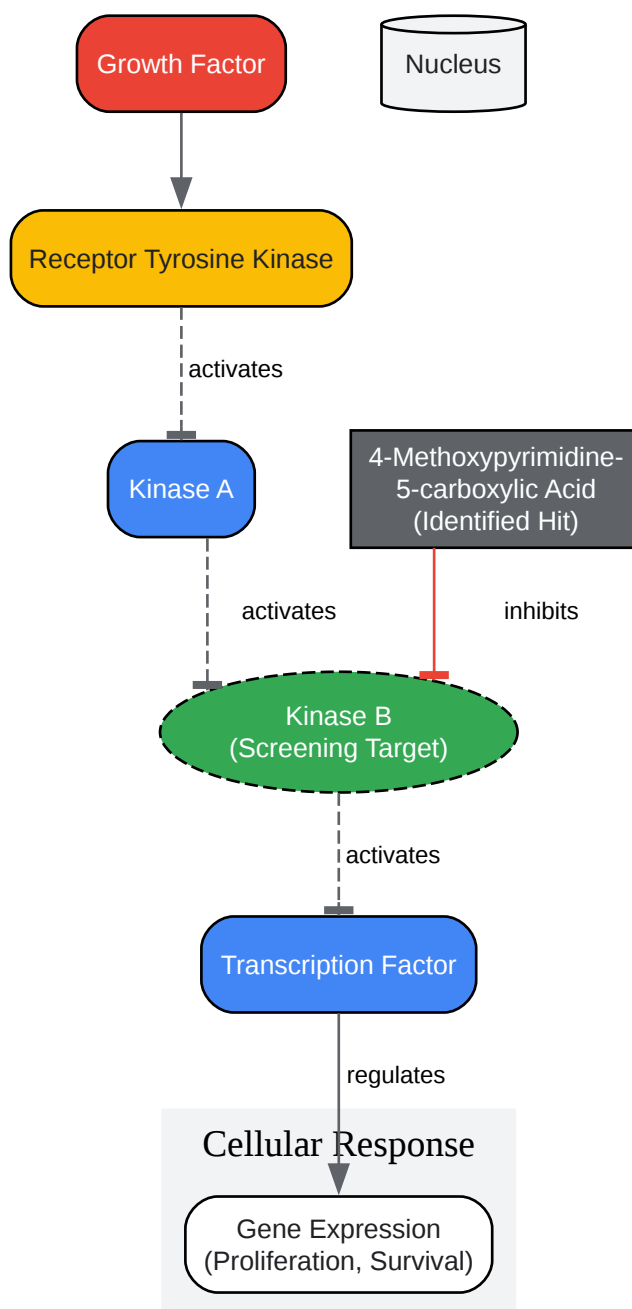 Growth Factor
Nucleus
Receptor Tyrosine Kinase
activates
Kinase A
4-Methoxypyrimidine-
5-carboxylic Acid
(Identified Hit)
activates
inhibits
Kinase B
(Screening Target)
activates
Transcription Factor
regulates
Cellular Response
Gene Expression
(Proliferation, Survival)